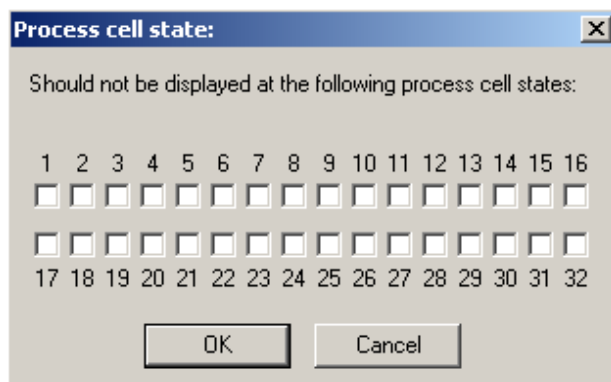 Process cell state:
Should not be displayed at the following process cell states:
1 2 3 4 5 6 7 8 9 10 11 12 13 14 15 16
17 18 19 20 21 22 23 24 25 26 27 28 29 30 31 32
OK Cancel